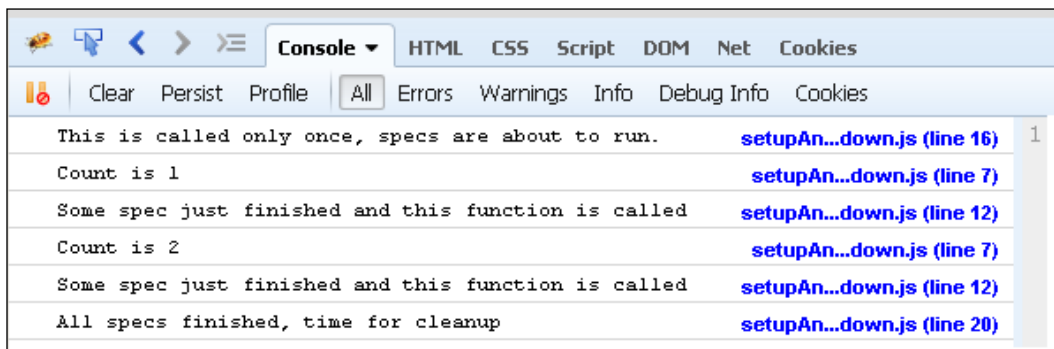 Console ▾ HTML CSS Script DOM Net Cookies
Clear Persist Profile All Errors Warnings Info Debug Info Cookies
This is called only once, specs are about to run. setupAn...down.js (line 16) 1
Count is 1 setupAn...down.js (line 7)
Some spec just finished and this function is called setupAn...down.js (line 12)
Count is 2 setupAn...down.js (line 7)
Some spec just finished and this function is called setupAn...down.js (line 12)
All specs finished, time for cleanup setupAn...down.js (line 20)